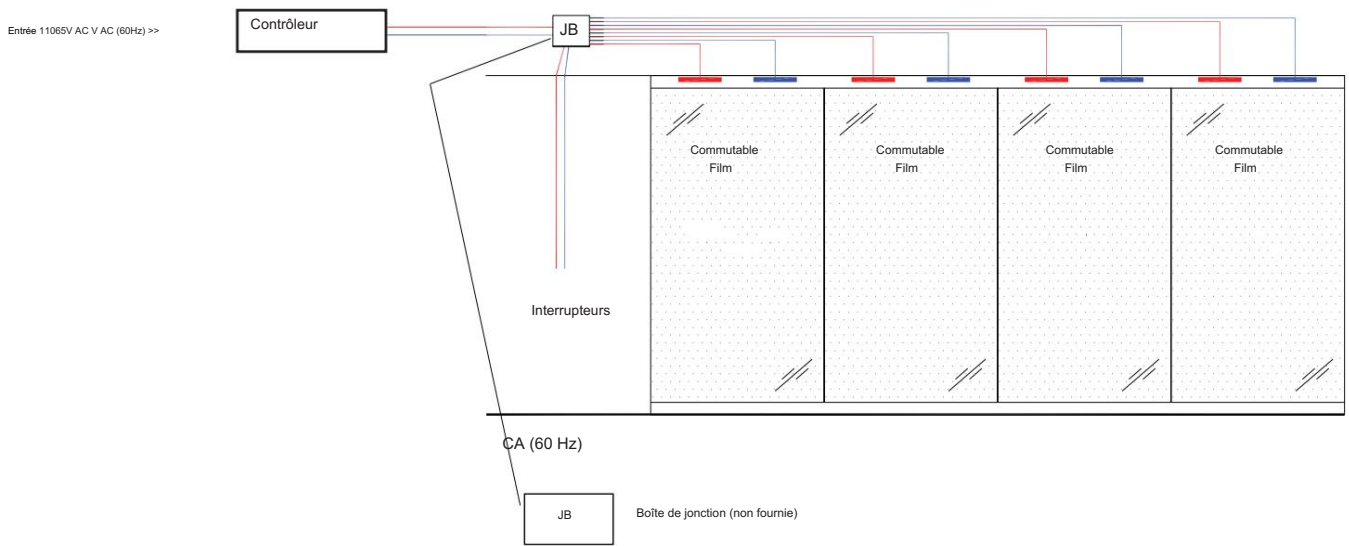 Contrôleur
JB
Entrée 11065V AC V AC (60Hz) >>
Commutable
Film
Commutable
Film
Commutable
Film
Commutable
Film
Interrupteurs
CA (60 Hz)
JB
Boîte de jonction (non fournie)